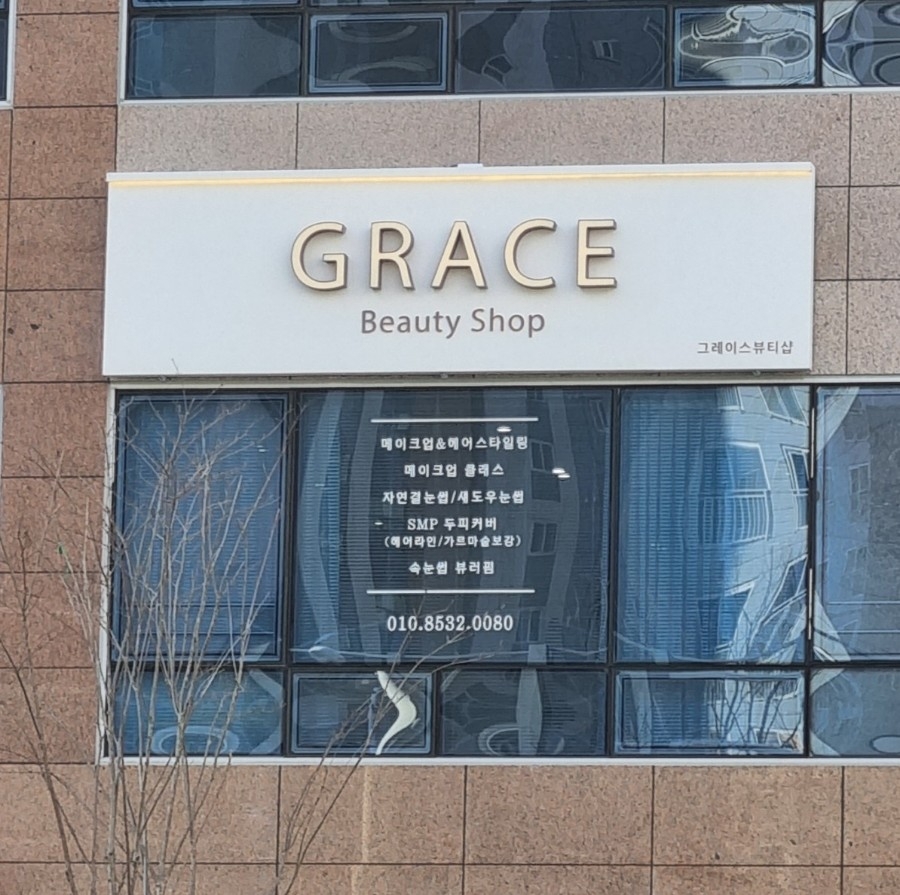 GRACE
Beauty Shop
그레이스뷰티샵
메이크업&헤어스타일링
메이크업 클래스
자연결눈썹/섀도우눈썹
SMP 두피커버
(헤어라인/가르마숱보강)
속눈썹 뷰러펌
010.8532.0080